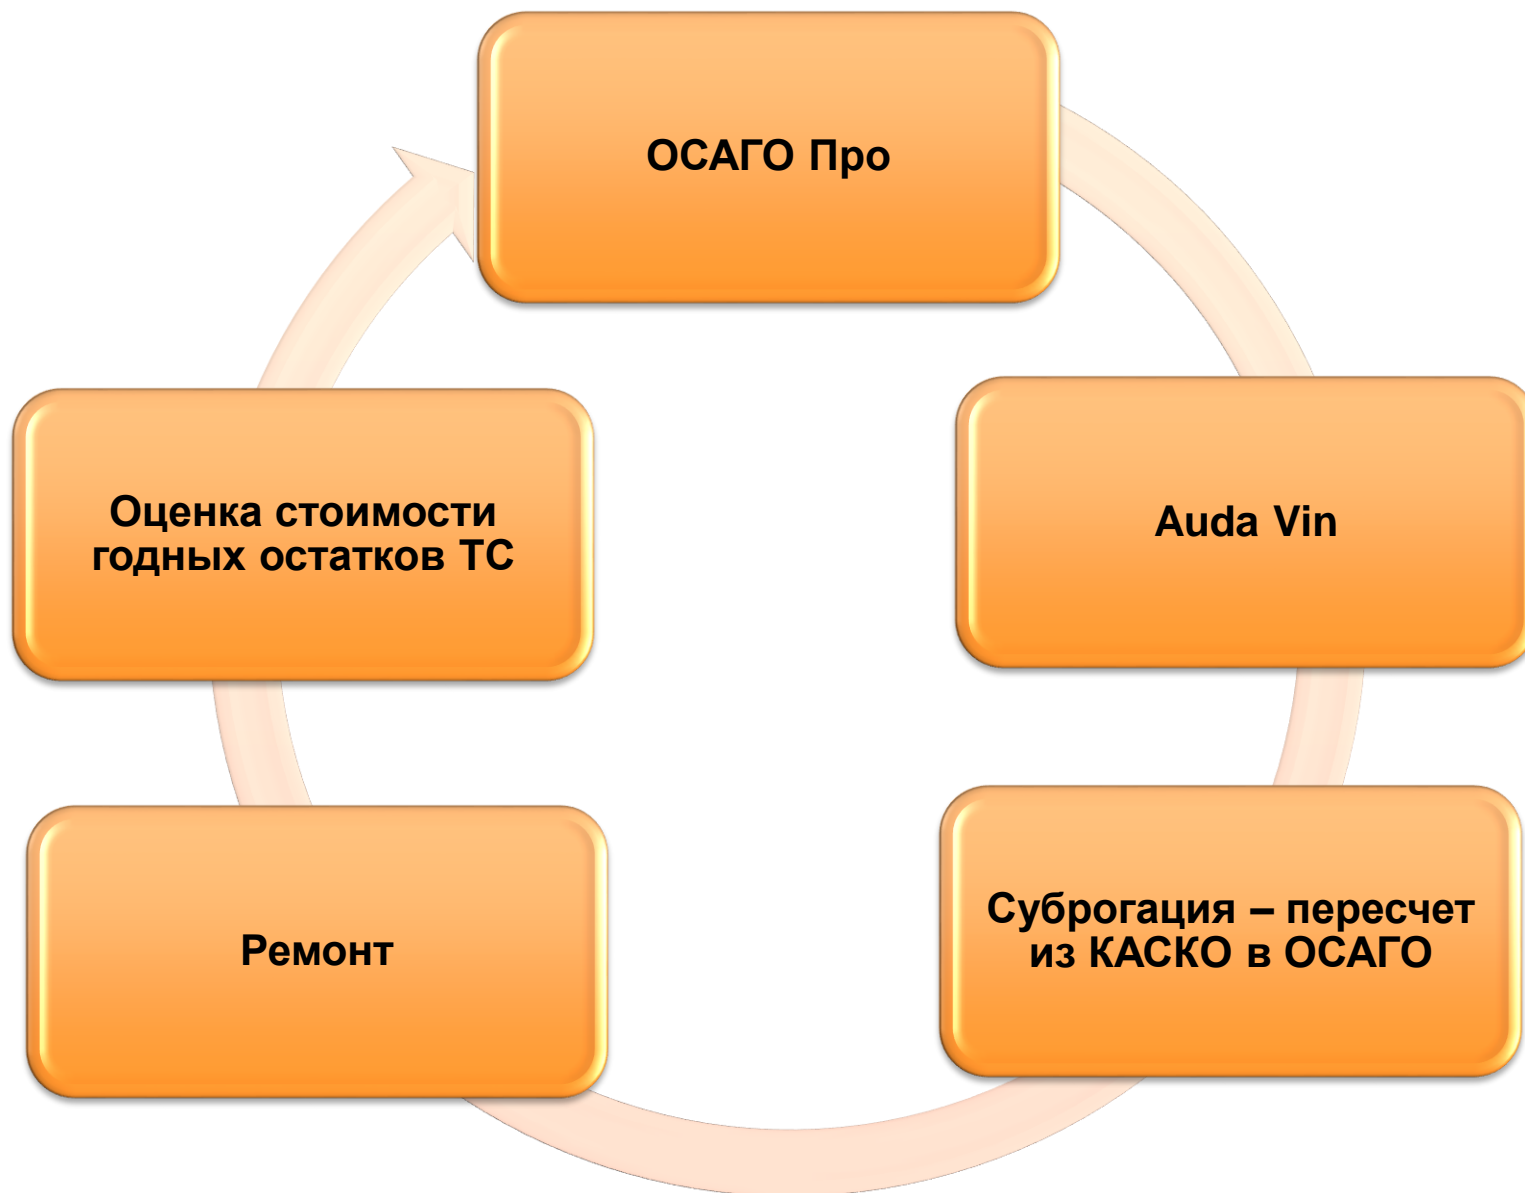 ОСАГО Про
Auda Vin
Суброгация – пересчет
из КАСКО в ОСАГО
Ремонт
Оценка стоимости
годных остатков ТС